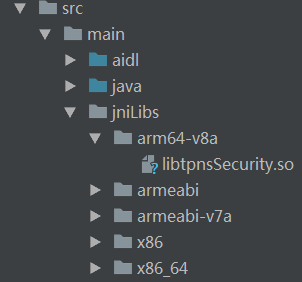 src
main
aidl
java
jniLibs
arm64-v8a
libtpnsSecurity.so
armeabi
armeabi-v7a
x86
x86_64